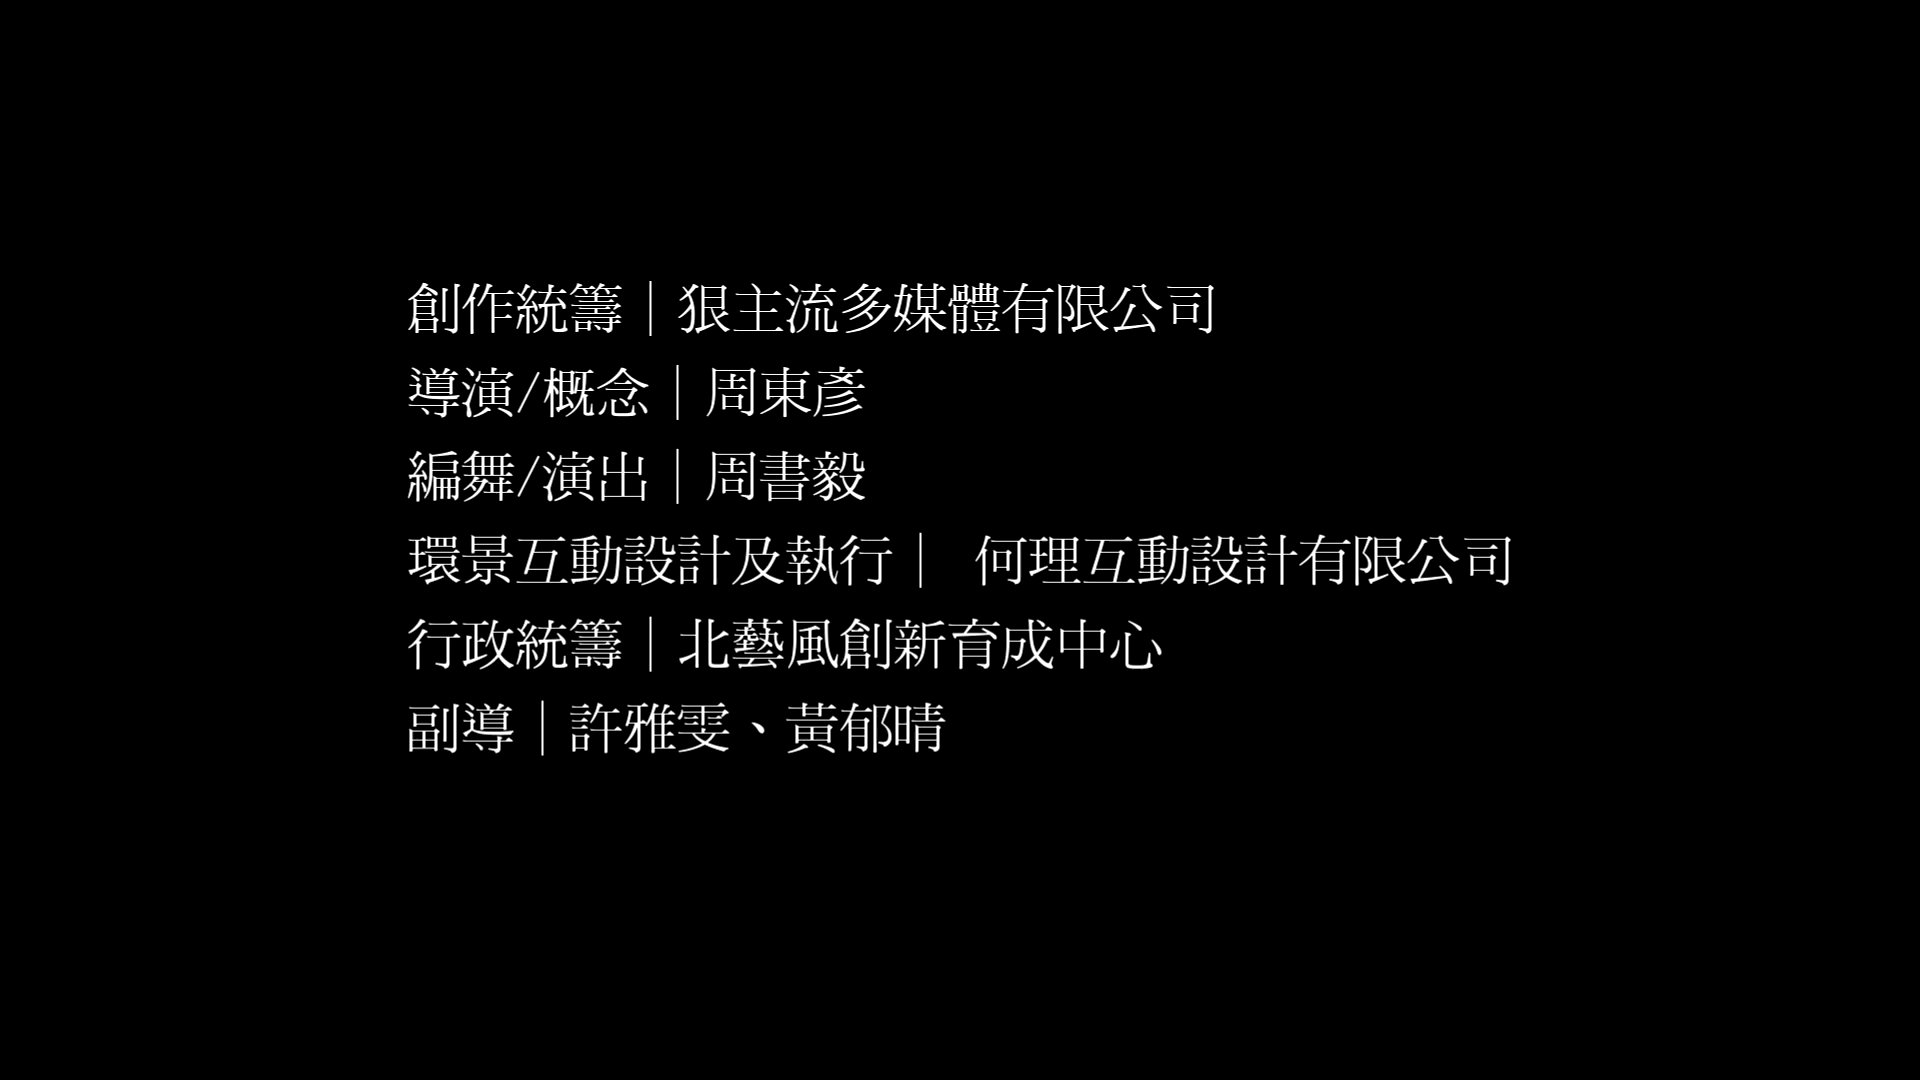 創作統籌｜狠主流多媒體有限公司
導演/概念｜周東彥
編舞/演出｜周書毅
環景互動設計及執行｜ 何理互動設計有限公司
行政統籌｜北藝風創新育成中心
副導｜許雅雯、黃郁晴